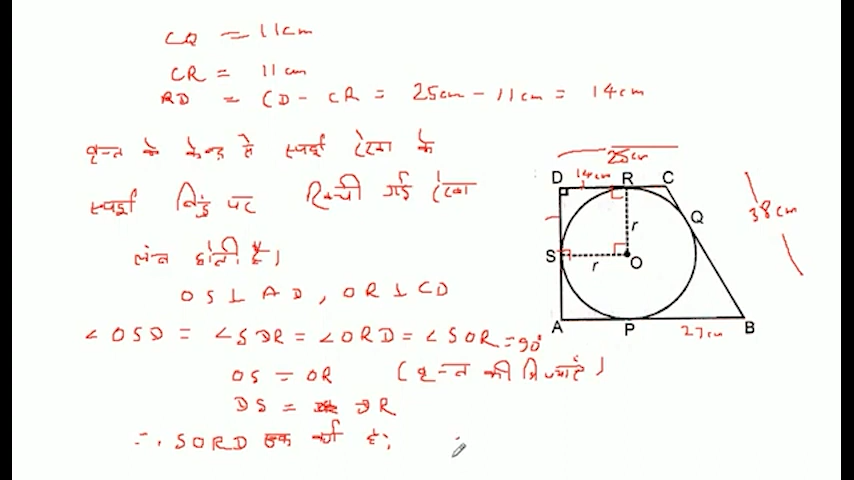 CQ = 11cm
CR = 11cm
RD = CD - CR = 25cm - 11cm = 14cm
वृत्त के केन्द्र से स्पर्श रेखा के
स्पर्श बिंदु पर खिंची गई रेखा
लंब होती है।
OS ⊥ AD, OR ⊥ CD
∠OSD = ∠SDR = ∠ORD = ∠SOR = 90°
OS = OR (वृत्त की त्रिज्याएं)
DS = DR
∴ SORD एक वर्ग है;
25cm
14cm
D R C
Q
38cm
r
S r O
A P B
27cm